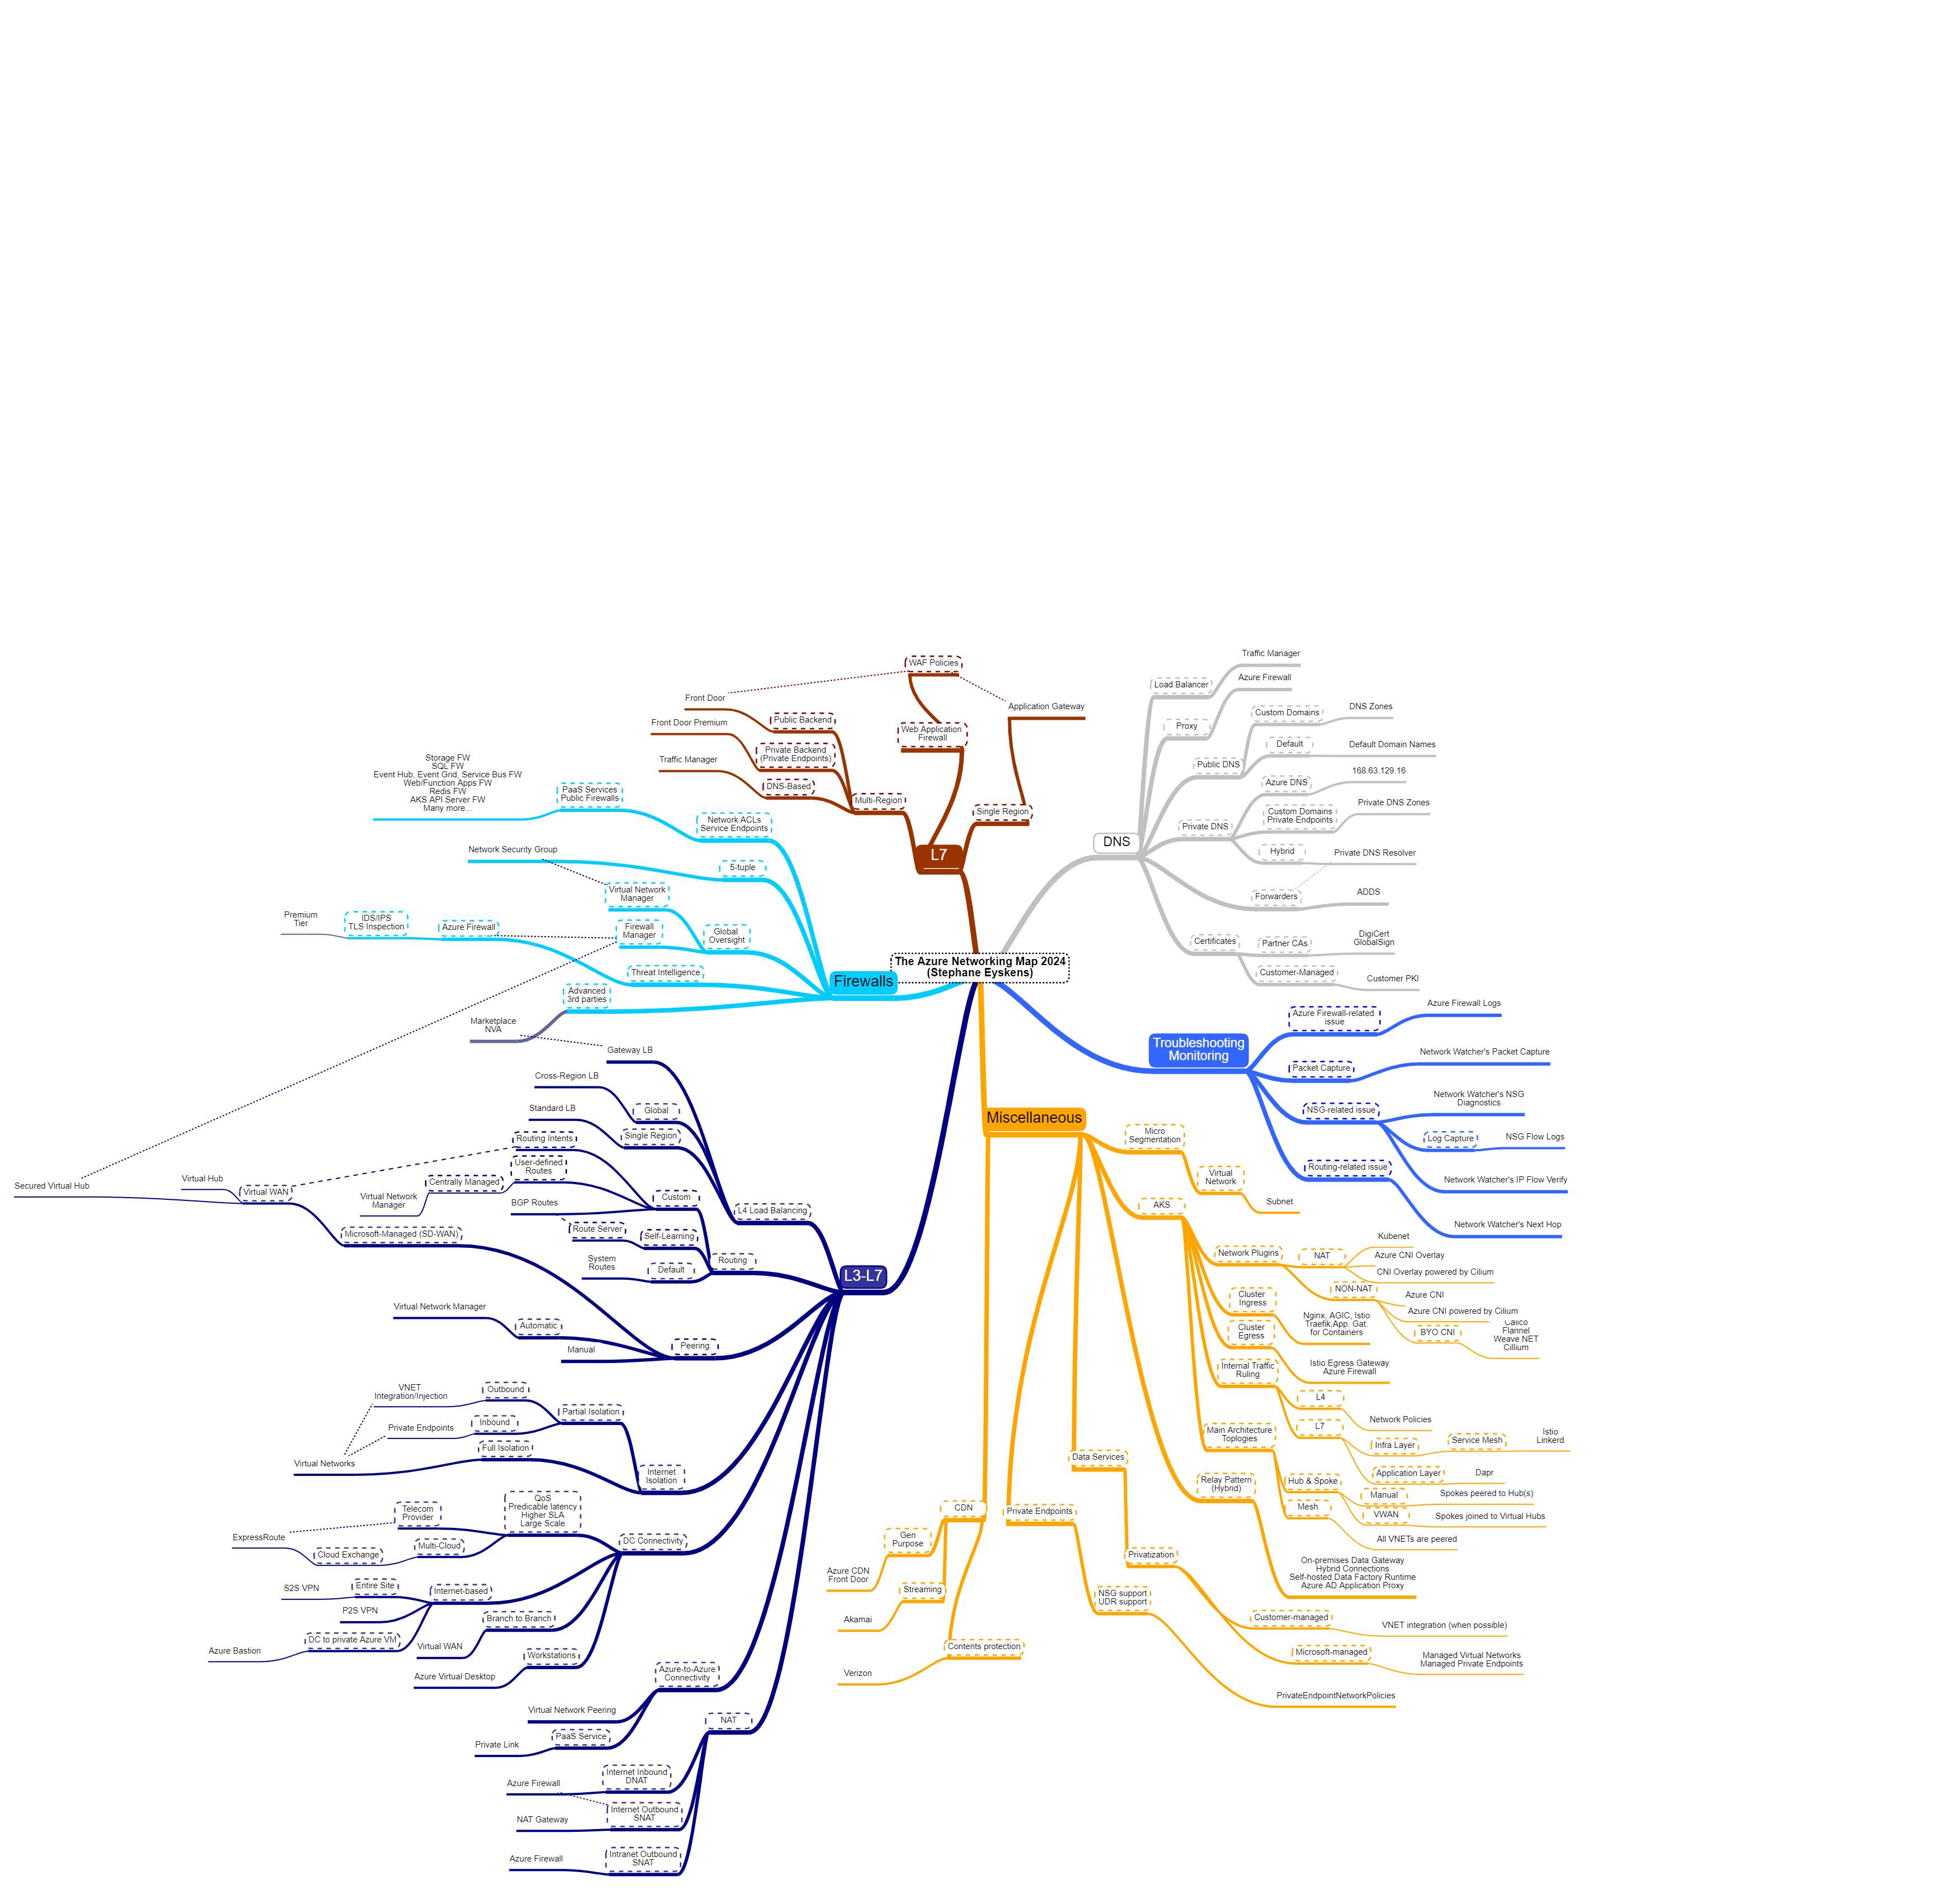 The Azure Networking Map 2024
(Stephane Eyskens)
L7
WAF Policies
Front Door
Application Gateway
Front Door Premium
Public Backend
Web Application
Firewall
Private Backend
(Private Endpoints)
Traffic Manager
DNS-Based
Multi-Region
Single Region
Firewalls
Storage FW
SQL FW
Event Hub, Event Grid, Service Bus FW
Web/Function Apps FW
Redis FW
AKS API Server FW
Many more...
PaaS Services
Public Firewalls
Network ACLs
Service Endpoints
Network Security Group
5-tuple
Virtual Network
Manager
Premium
Tier
IDS/IPS
TLS Inspection
Azure Firewall
Firewall
Manager
Global
Oversight
Threat Intelligence
Advanced
3rd parties
Marketplace
NVA
L3-L7
Gateway LB
Cross-Region LB
Global
Standard LB
Single Region
L4 Load Balancing
Routing Intents
User-defined
Routes
Centrally Managed
Virtual Network
Manager
BGP Routes
Custom
Route Server
Self-Learning
System
Routes
Default
Routing
Secured Virtual Hub
Virtual Hub
Virtual WAN
Microsoft-Managed (SD-WAN)
Virtual Network Manager
Automatic
Manual
Peering
VNET
Integration/Injection
Outbound
Private Endpoints
Inbound
Partial Isolation
Virtual Networks
Full Isolation
Internet
Isolation
Telecom
Provider
QoS
Predicable latency
Higher SLA
Large Scale
ExpressRoute
Cloud Exchange
Multi-Cloud
DC Connectivity
S2S VPN
Entire Site
Internet-based
P2S VPN
Azure Bastion
DC to private Azure VM
Branch to Branch
Virtual WAN
Workstations
Azure Virtual Desktop
Azure-to-Azure
Connectivity
Virtual Network Peering
PaaS Service
Private Link
NAT
Azure Firewall
Internet Inbound
DNAT
Internet Outbound
SNAT
NAT Gateway
Azure Firewall
Intranet Outbound
SNAT
DNS
Traffic Manager
Load Balancer
Azure Firewall
Proxy
Custom Domains
DNS Zones
Default
Default Domain Names
Public DNS
Azure DNS
168.63.129.16
Custom Domains
Private Endpoints
Private DNS Zones
Private DNS
Hybrid
Private DNS Resolver
Forwarders
ADDS
Certificates
Partner CAs
DigiCert
GlobalSign
Customer-Managed
Customer PKI
Troubleshooting
Monitoring
Azure Firewall-related
issue
Azure Firewall Logs
Packet Capture
Network Watcher's Packet Capture
NSG-related issue
Network Watcher's NSG
Diagnostics
Log Capture
NSG Flow Logs
Network Watcher's IP Flow Verify
Routing-related issue
Network Watcher's Next Hop
Miscellaneous
Micro
Segmentation
Virtual
Network
Subnet
AKS
Network Plugins
NAT
Kubenet
Azure CNI Overlay
CNI Overlay powered by Cilium
NON-NAT
Azure CNI
Azure CNI powered by Cilium
BYO CNI
Calico
Flannel
Weave NET
Cillium
Cluster
Ingress
Nginx, AGIC, Istio
Traefik,App. Gat.
for Containers
Cluster
Egress
Istio Egress Gateway
Azure Firewall
Internal Traffic
Ruling
L4
Network Policies
L7
Infra Layer
Service Mesh
Istio
Linkerd
Application Layer
Dapr
Main Architecture
Toplogies
Hub & Spoke
Manual
Spokes peered to Hub(s)
VWAN
Spokes joined to Virtual Hubs
Mesh
All VNETs are peered
Relay Pattern
(Hybrid)
On-premises Data Gateway
Hybrid Connections
Self-hosted Data Factory Runtime
Azure AD Application Proxy
Data Services
Privatization
Customer-managed
VNET integration (when possible)
Microsoft-managed
Managed Virtual Networks
Managed Private Endpoints
Private Endpoints
NSG support
UDR support
PrivateEndpointNetworkPolicies
CDN
Gen
Purpose
Azure CDN
Front Door
Streaming
Akamai
Contents protection
Verizon